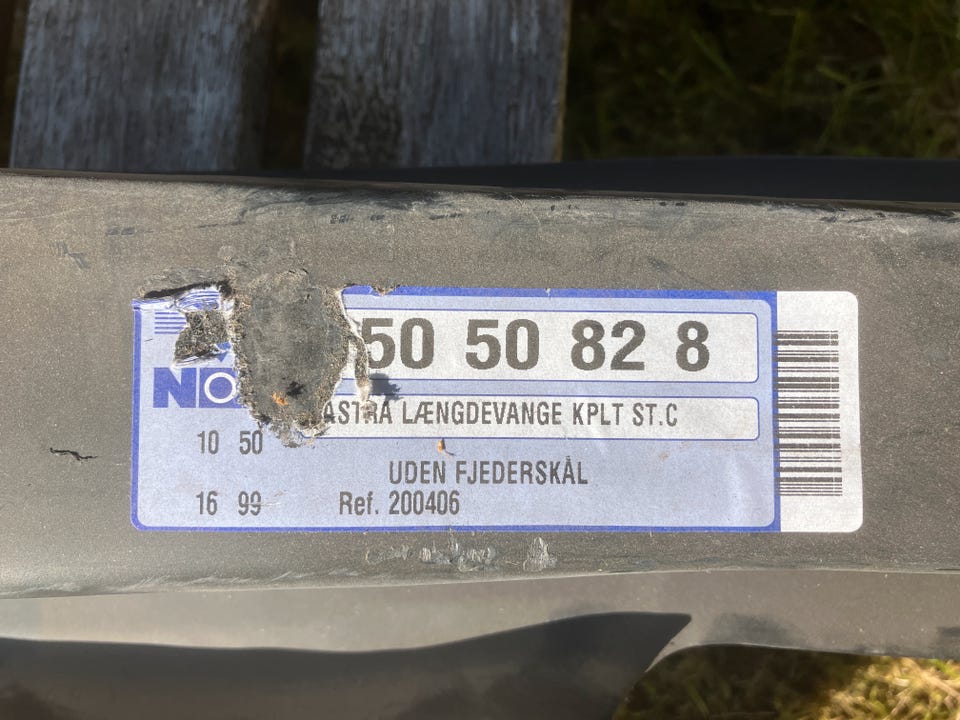 50 50 82 8
ASTRA LÆNGDEVANGE KPLT ST.C
10 50
UDEN FJEDERSKÅL
16 99 Ref. 200406